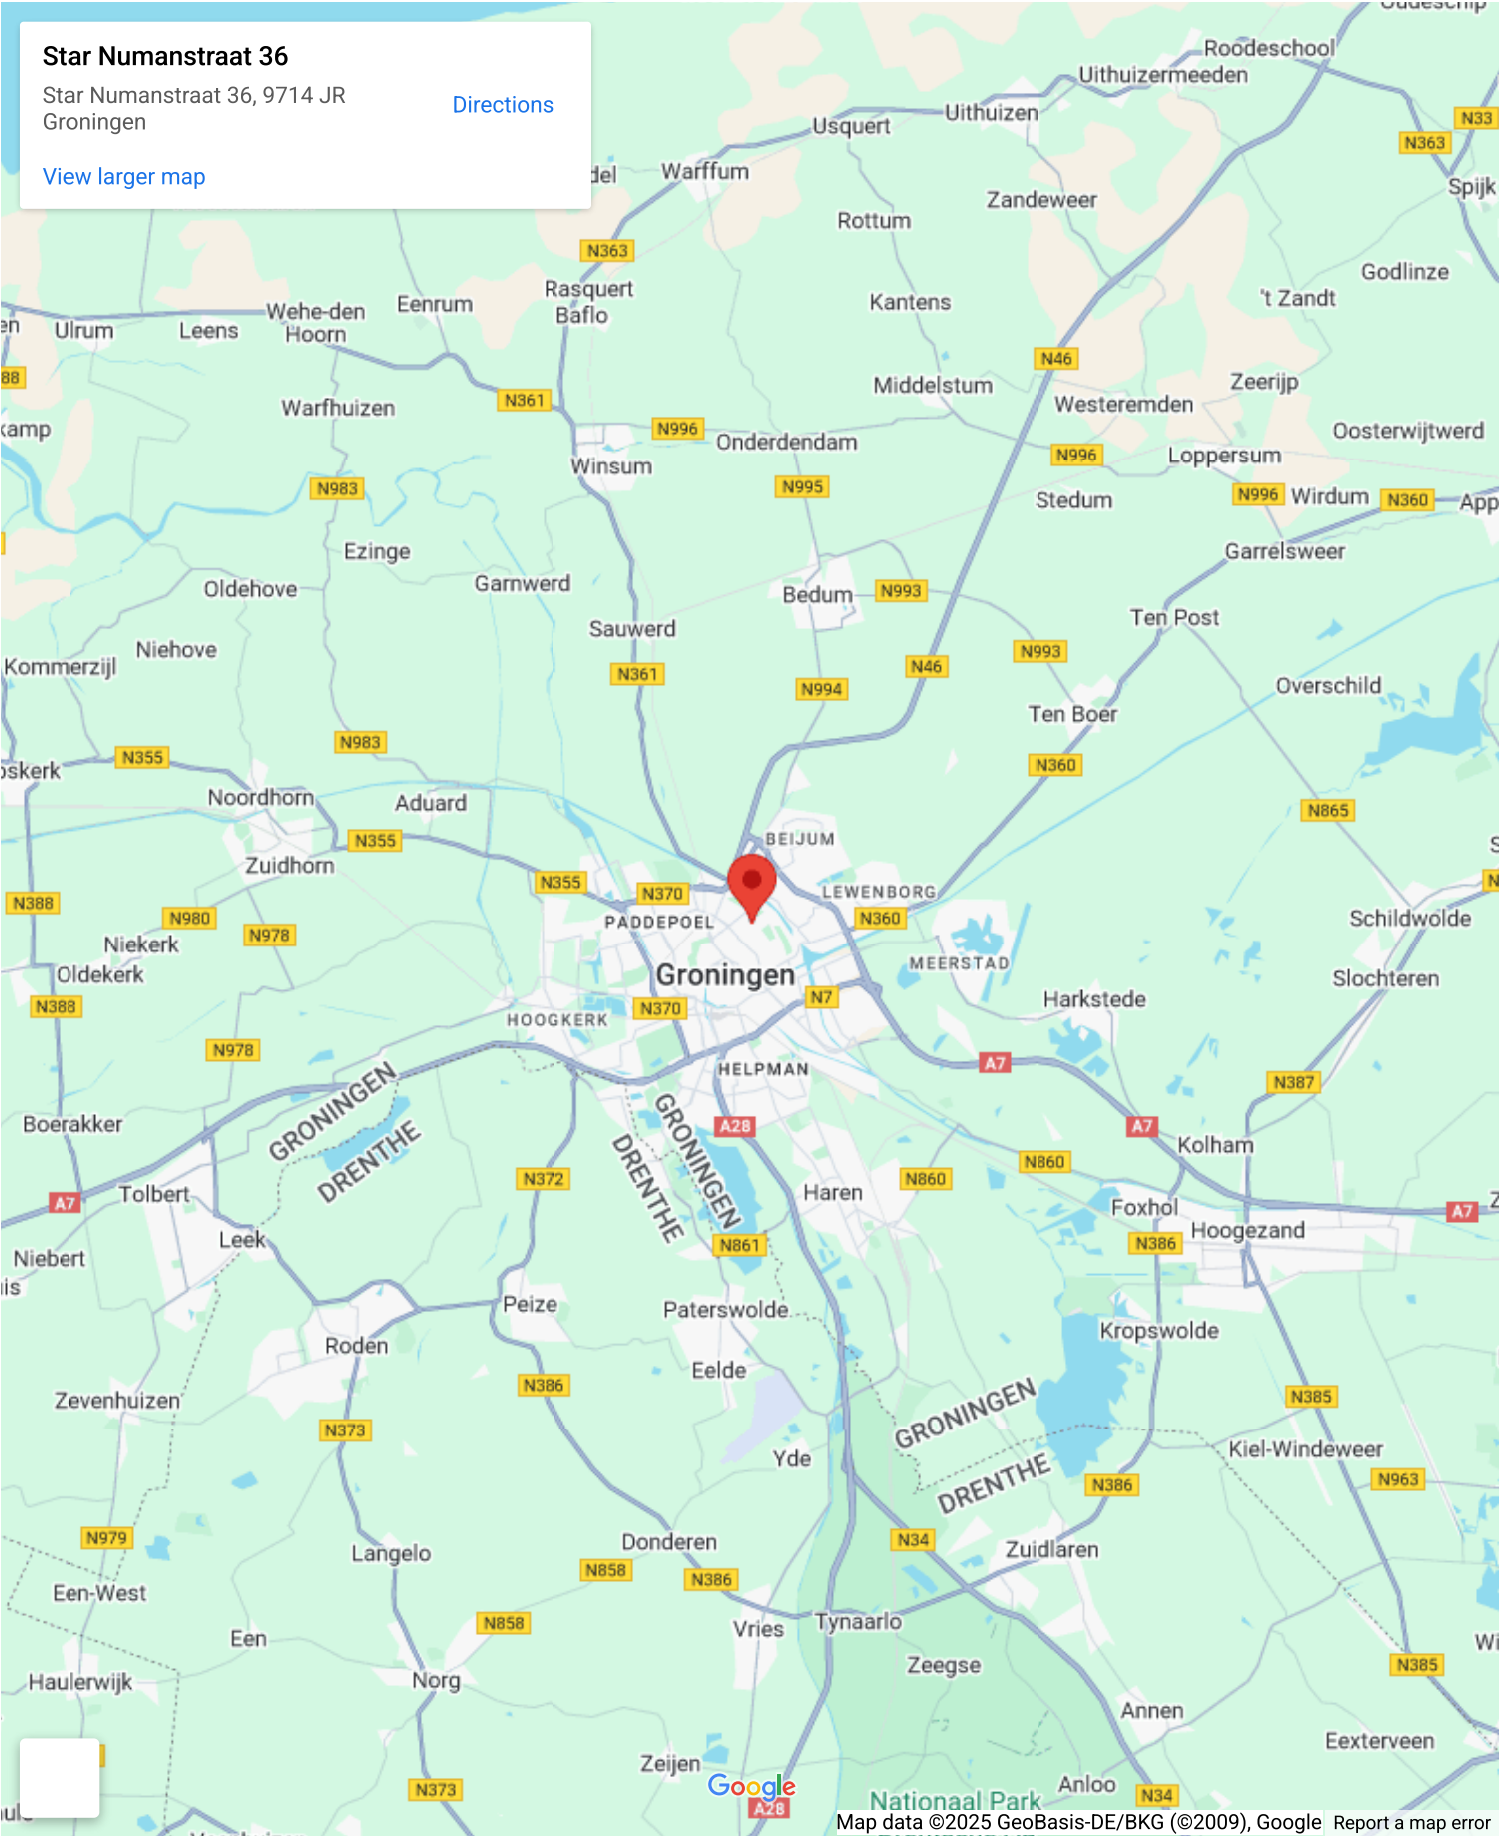 Oudeschip
Star Numanstraat 36
Star Numanstraat 36, 9714 JR
Groningen
Directions
View larger map
Roodeschool
Uithuizermeeden
Uithuizen
Usquert
N33
N363
Warffum
Spijk
Zandeweer
Rottum
N363
Godlinze
Rasquert
Baflo
't Zandt
Kantens
Eenrum
Wehe-den
Hoorn
Ulrum
Leens
N46
Middelstum
Zeerijp
88
Warfhuizen
N361
Westeremden
N996
Onderdendam
Oosterwijtwerd
Winsum
N996
Loppersum
N983
N995
Stedum
N996
Wirdum
N360
App
Ezinge
Garrelsweer
Oldehove
Garnwerd
Bedum
N993
Ten Post
Sauwerd
Niehove
N993
Kommerzijl
N361
N46
N994
Overschild
Ten Boer
N983
N355
N360
Noordhorn
Aduard
N865
N355
BEIJUM
Zuidhorn
N355
N370
LEWENBORG
N388
N980
PADDEPOEL
N360
Schildwolde
N978
Niekerk
MEERSTAD
Oldekerk
Groningen
Slochteren
N388
N370
N7
Harkstede
HOOGKERK
N978
A7
HELPMAN
N387
GRONINGEN
DRENTHE
Boerakker
A28
A7
Kolham
GRONINGEN
DRENTHE
N860
N372
N860
Tolbert
A7
Haren
Foxhol
A7
Leek
N861
N386
Hoogezand
Niebert
Peize
Paterswolde
Kropswolde
Roden
Eelde
N386
Zevenhuizen
N385
GRONINGEN
DRENTHE
N373
Kiel-Windeweer
Yde
N963
N386
N979
Donderen
N34
Zuidlaren
Langelo
N858
N386
Een-West
N858
Vries
Tynaarlo
Een
Zeegse
N385
Haulerwijk
Norg
Annen
Eexterveen
Zeijen
Google
Anloo
N373
N34
A28
Nationaal Park
Map data ©2025 GeoBasis-DE/BKG (©2009), Google
Report a map error